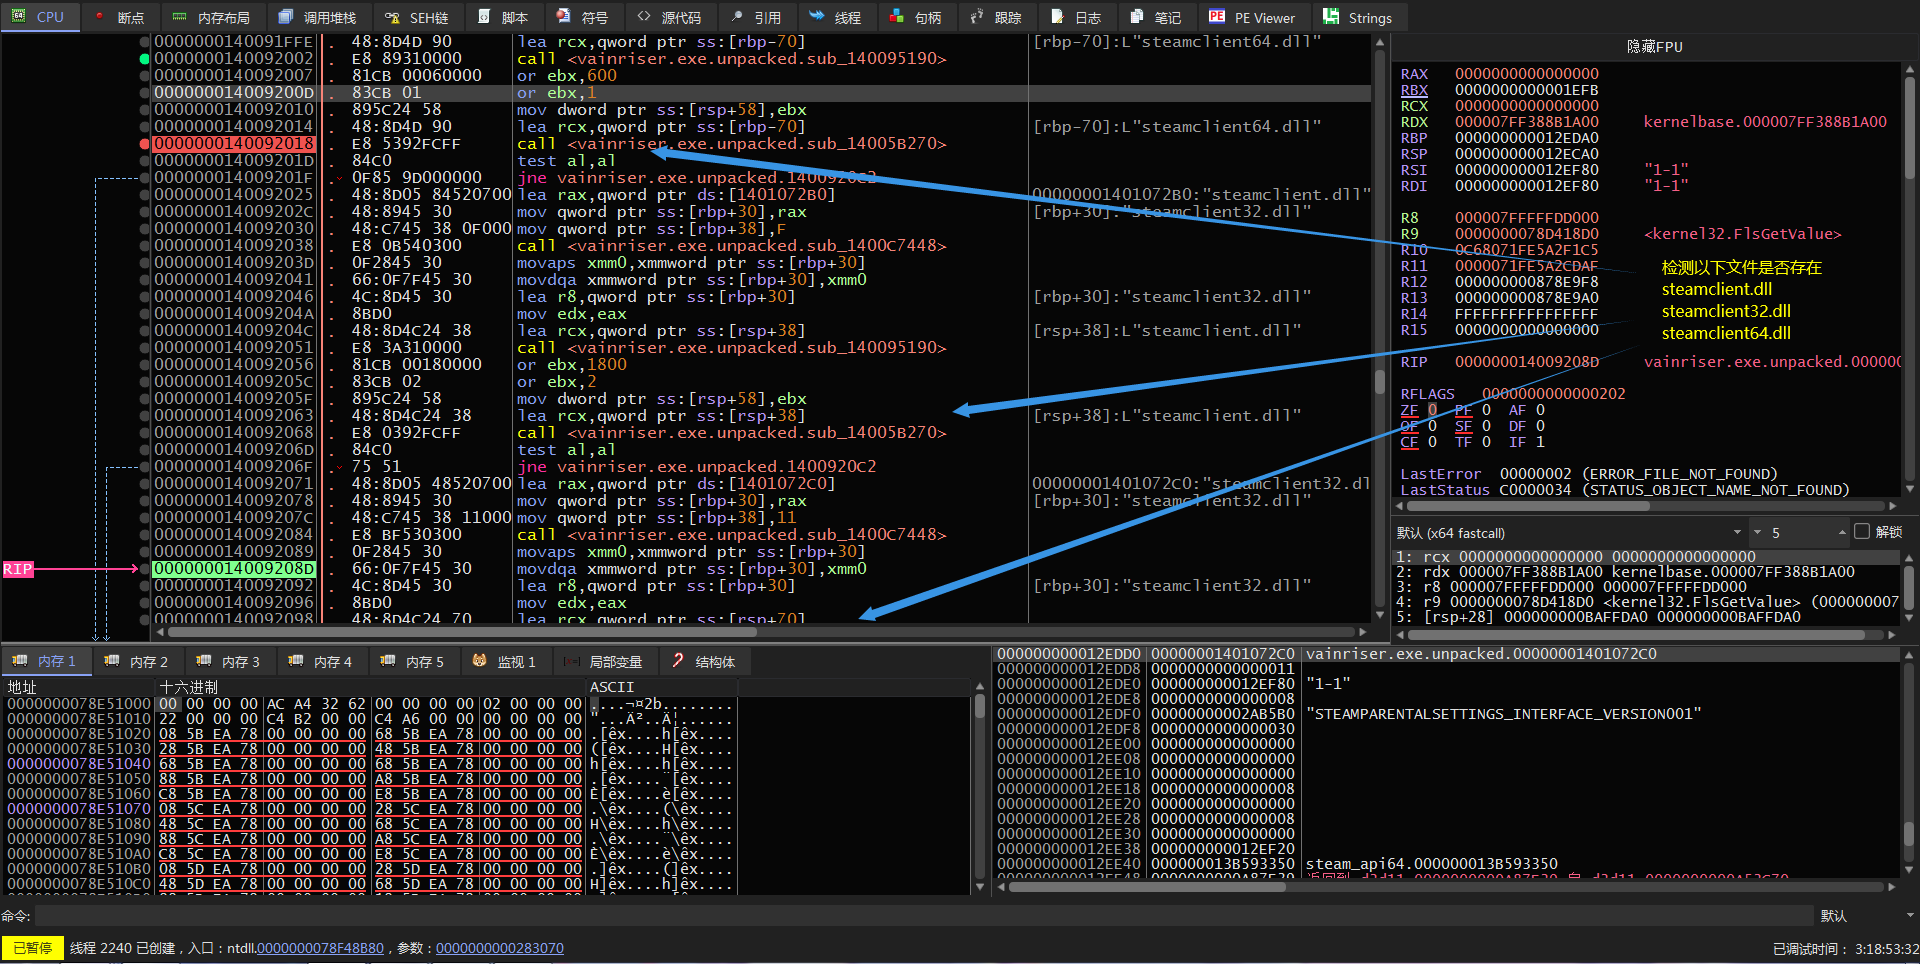 CPU 断点 内存布局 调用堆栈 SEH链 脚本 符号 源代码 引用 线程 句柄 跟踪 日志 笔记 PE Viewer Strings
0000000140091FFE . 48:8D4D 90 lea rcx,qword ptr ss:[rbp-70] [rbp-70]:L"steamclient64.dll"
0000000140092002 . E8 89310000 call <vainriser.exe.unpacked.sub_140095190>
0000000140092007 . 81CB 00060000 or ebx,600
000000014009200D . 83CB 01 or ebx,1
0000000140092010 . 895C24 58 mov dword ptr ss:[rsp+58],ebx
0000000140092014 . 48:8D4D 90 lea rcx,qword ptr ss:[rbp-70] [rbp-70]:L"steamclient64.dll"
0000000140092018 . E8 5392FCFF call <vainriser.exe.unpacked.sub_14005B270>
000000014009201D . 84C0 test al,al
000000014009201F . 0F85 9D000000 jne vainriser.exe.unpacked.1400920C2
0000000140092025 . 48:8D05 84520700 lea rax,qword ptr ds:[1401072B0] 00000001401072B0:"steamclient.dll"
000000014009202C . 48:8945 30 mov qword ptr ss:[rbp+30],rax [rbp+30]:"steamclient32.dll"
0000000140092030 . 48:C745 38 0F000 mov qword ptr ss:[rbp+38],F
0000000140092038 . E8 0B540300 call <vainriser.exe.unpacked.sub_1400C7448>
000000014009203D . 0F2845 30 movaps xmm0,xmmword ptr ss:[rbp+30]
0000000140092041 . 66:0F7F45 30 movdqa xmmword ptr ss:[rbp+30],xmm0
0000000140092046 . 4C:8D45 30 lea r8,qword ptr ss:[rbp+30] [rbp+30]:"steamclient32.dll"
000000014009204A . 8BD0 mov edx,eax
000000014009204C . 48:8D4C24 38 lea rcx,qword ptr ss:[rsp+38] [rsp+38]:L"steamclient.dll"
0000000140092051 . E8 3A310000 call <vainriser.exe.unpacked.sub_140095190>
0000000140092056 . 81CB 00180000 or ebx,1800
000000014009205C . 83CB 02 or ebx,2
000000014009205F . 895C24 58 mov dword ptr ss:[rsp+58],ebx
0000000140092063 . 48:8D4C24 38 lea rcx,qword ptr ss:[rsp+38] [rsp+38]:L"steamclient.dll"
0000000140092068 . E8 0392FCFF call <vainriser.exe.unpacked.sub_14005B270>
000000014009206D . 84C0 test al,al
000000014009206F . 75 51 jne vainriser.exe.unpacked.1400920C2
0000000140092071 . 48:8D05 48520700 lea rax,qword ptr ds:[1401072C0] 00000001401072C0:"steamclient32.dl
0000000140092078 . 48:8945 30 mov qword ptr ss:[rbp+30],rax [rbp+30]:"steamclient32.dll"
000000014009207C . 48:C745 38 11000 mov qword ptr ss:[rbp+38],11
0000000140092084 . E8 BF530300 call <vainriser.exe.unpacked.sub_1400C7448>
0000000140092089 . 0F2845 30 movaps xmm0,xmmword ptr ss:[rbp+30]
RIP 000000014009208D . 66:0F7F45 30 movdqa xmmword ptr ss:[rbp+30],xmm0
0000000140092092 . 4C:8D45 30 lea r8,qword ptr ss:[rbp+30] [rbp+30]:"steamclient32.dll"
0000000140092096 . 8BD0 mov edx,eax
0000000140092098 . 48:8D4C24 70 lea rcx,qword ptr ss:[rsp+70]
隐藏FPU
RAX 0000000000000000
RBX 0000000000001EFB
RCX 0000000000000000
RDX 000007FF388B1A00 kernelbase.000007FF388B1A00
RBP 000000000012EDA0
RSP 000000000012ECA0
RSI 000000000012EF80 "1-1"
RDI 000000000012EF80 "1-1"
R8 000007FFFFFDD000
R9 0000000078D418D0 <kernel32.FlsGetValue>
R10 0C68071FE5A2F1C5
R11 0000071FE5A2CDAF
R12 000000000878E9F8
R13 000000000878E9A0
R14 FFFFFFFFFFFFFFFF
R15 0000000000000000
检测以下文件是否存在
steamclient.dll
steamclient32.dll
steamclient64.dll
RIP 000000014009208D vainriser.exe.unpacked.000000
RFLAGS 0000000000000202
ZF 0 PF 0 AF 0
OF 0 SF 0 DF 0
CF 0 TF 0 IF 1
LastError 00000002 (ERROR_FILE_NOT_FOUND)
LastStatus C0000034 (STATUS_OBJECT_NAME_NOT_FOUND)
默认 (x64 fastcall) 5 解锁
1: rcx 0000000000000000 0000000000000000
2: rdx 000007FF388B1A00 kernelbase.000007FF388B1A00
3: r8 000007FFFFFDD000 000007FFFFFDD000
4: r9 0000000078D418D0 <kernel32.FlsGetValue> (000000007
5: [rsp+28] 000000000BAFFDA0 000000000BAFFDA0
内存 1 内存 2 内存 3 内存 4 内存 5 监视 1 局部变量 结构体
地址 十六进制 ASCII
0000000078E51000 00 00 00 00 AC A4 32 62 00 00 00 00 02 00 00 00 ....¬¤2b........
0000000078E51010 22 00 00 00 C4 B2 00 00 C4 A6 00 00 00 00 00 00 "...Ä²..Ä¦......
0000000078E51020 08 5B EA 78 00 00 00 00 68 5B EA 78 00 00 00 00 .[êx....h[êx....
0000000078E51030 28 5B EA 78 00 00 00 00 48 5B EA 78 00 00 00 00 ([êx....H[êx....
0000000078E51040 68 5B EA 78 00 00 00 00 68 5B EA 78 00 00 00 00 h[êx....h[êx....
0000000078E51050 88 5B EA 78 00 00 00 00 A8 5B EA 78 00 00 00 00 .[êx....¨[êx....
0000000078E51060 C8 5B EA 78 00 00 00 00 E8 5B EA 78 00 00 00 00 È[êx....è[êx....
0000000078E51070 08 5C EA 78 00 00 00 00 28 5C EA 78 00 00 00 00 .\êx....(\êx....
0000000078E51080 48 5C EA 78 00 00 00 00 68 5C EA 78 00 00 00 00 H\êx....h\êx....
0000000078E51090 88 5C EA 78 00 00 00 00 A8 5C EA 78 00 00 00 00 .\êx....¨\êx....
0000000078E510A0 C8 5C EA 78 00 00 00 00 E8 5C EA 78 00 00 00 00 È\êx....è\êx....
0000000078E510B0 08 5D EA 78 00 00 00 00 28 5D EA 78 00 00 00 00 .]êx....(]êx....
0000000078E510C0 48 5D EA 78 00 00 00 00 68 5D EA 78 00 00 00 00 H]êx....h]êx....
000000000012EDD0 00000001401072C0 vainriser.exe.unpacked.00000001401072C0
000000000012EDD8 0000000000000011
000000000012EDE0 000000000012EF80 "1-1"
000000000012EDE8 0000000000000008
000000000012EDF0 00000000002AB5B0 "STEAMPARENTALSETTINGS_INTERFACE_VERSION001"
000000000012EDF8 0000000000000030
000000000012EE00 0000000000000000
000000000012EE08 0000000000000000
000000000012EE10 0000000000000000
000000000012EE18 0000000000000008
000000000012EE20 0000000000000000
000000000012EE28 0000000000000008
000000000012EE30 0000000000000000
000000000012EE38 000000000012EF20
000000000012EE40 000000013B593350 steam_api64.000000013B593350
命令: 默认
已暂停 线程 2240 已创建，入口：ntdll.0000000078F48B80，参数：0000000000283070 已调试时间： 3:18:53:32